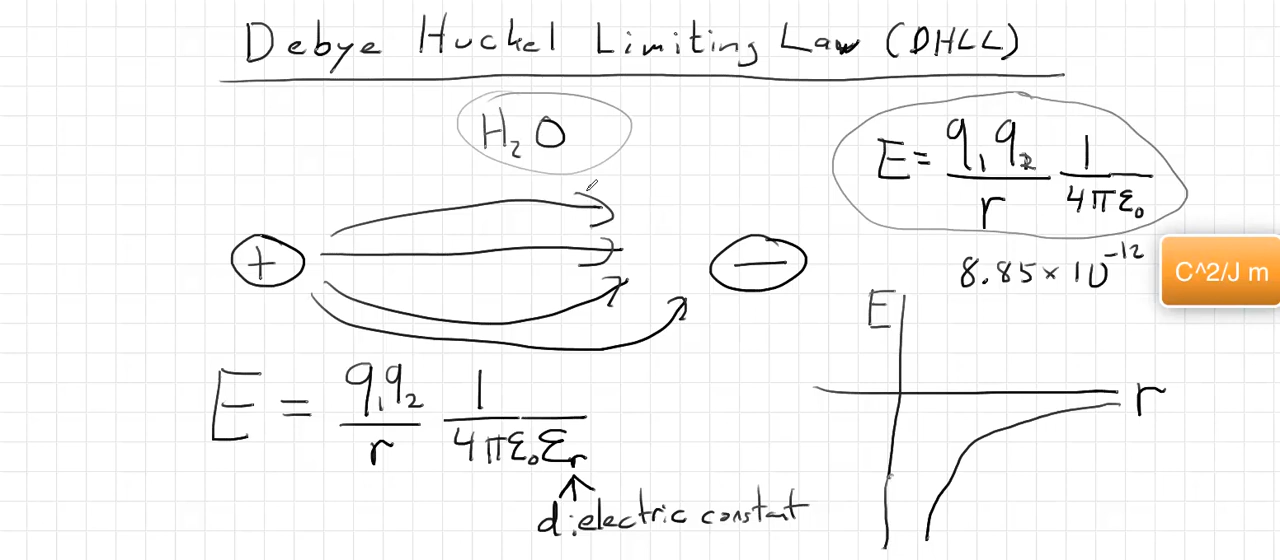 Debye Huckel Limiting Law (DHLL)
H₂O
E = q₁q₂/r 1/4πε₀
8.85 × 10⁻¹²
C^2/J m
+
−
E
r
E = q₁q₂/r 1/4πε₀εᵣ
dielectric constant